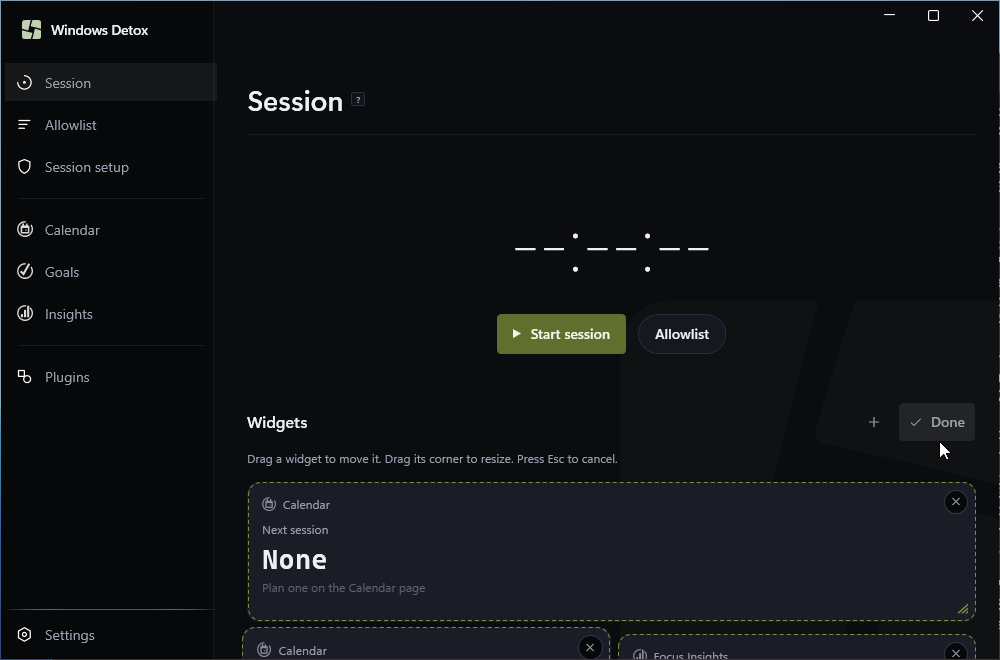 Windows Detox
Session
Allowlist
Session setup
Calendar
Goals
Insights
Plugins
Settings
Session ?
--:--:--
Start session
Allowlist
Widgets
+ Done
Drag a widget to move it. Drag its corner to resize. Press Esc to cancel.
Calendar
Next session
None
Plan one on the Calendar page
Calendar
Focus Insights